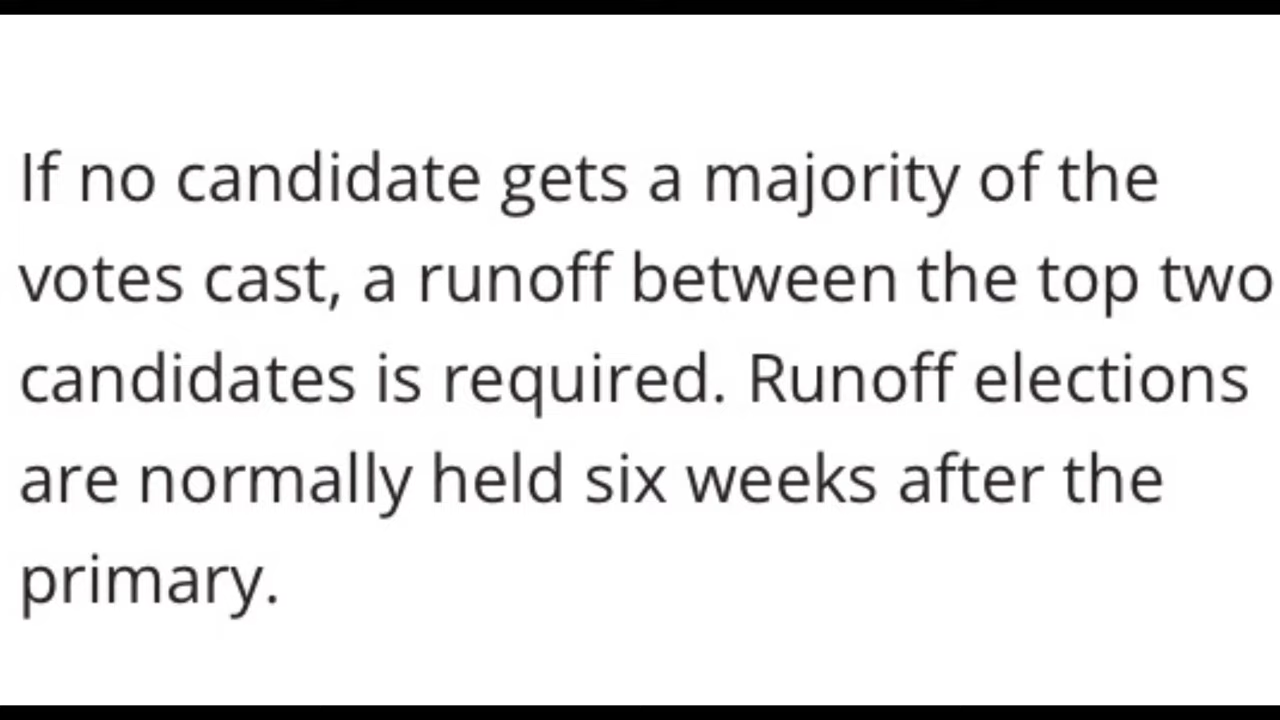 If no candidate gets a majority of the
votes cast, a runoff between the top two
candidates is required. Runoff elections
are normally held six weeks after the
primary.